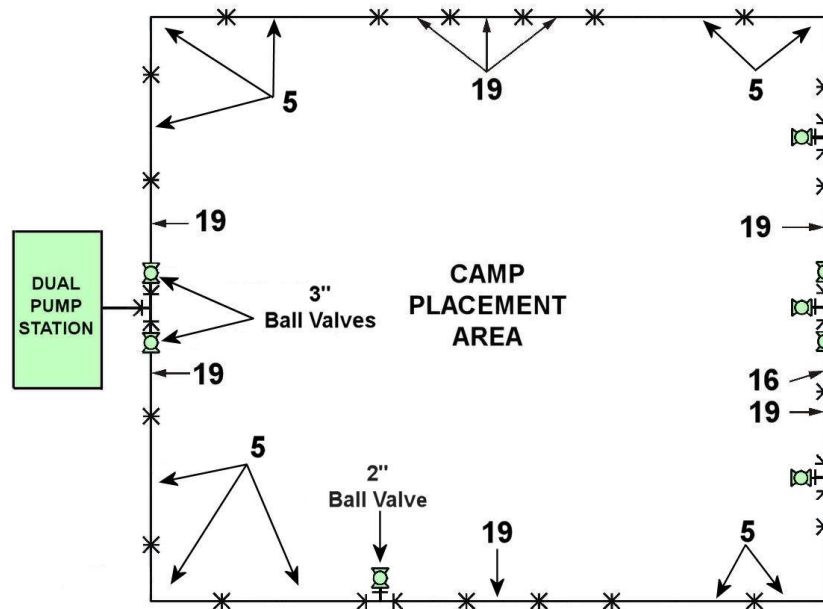 5
19
5
19
19
DUAL
PUMP
STATION
3"
Ball Valves
CAMP
PLACEMENT
AREA
19
16
19
5
2"
Ball Valve
19
5